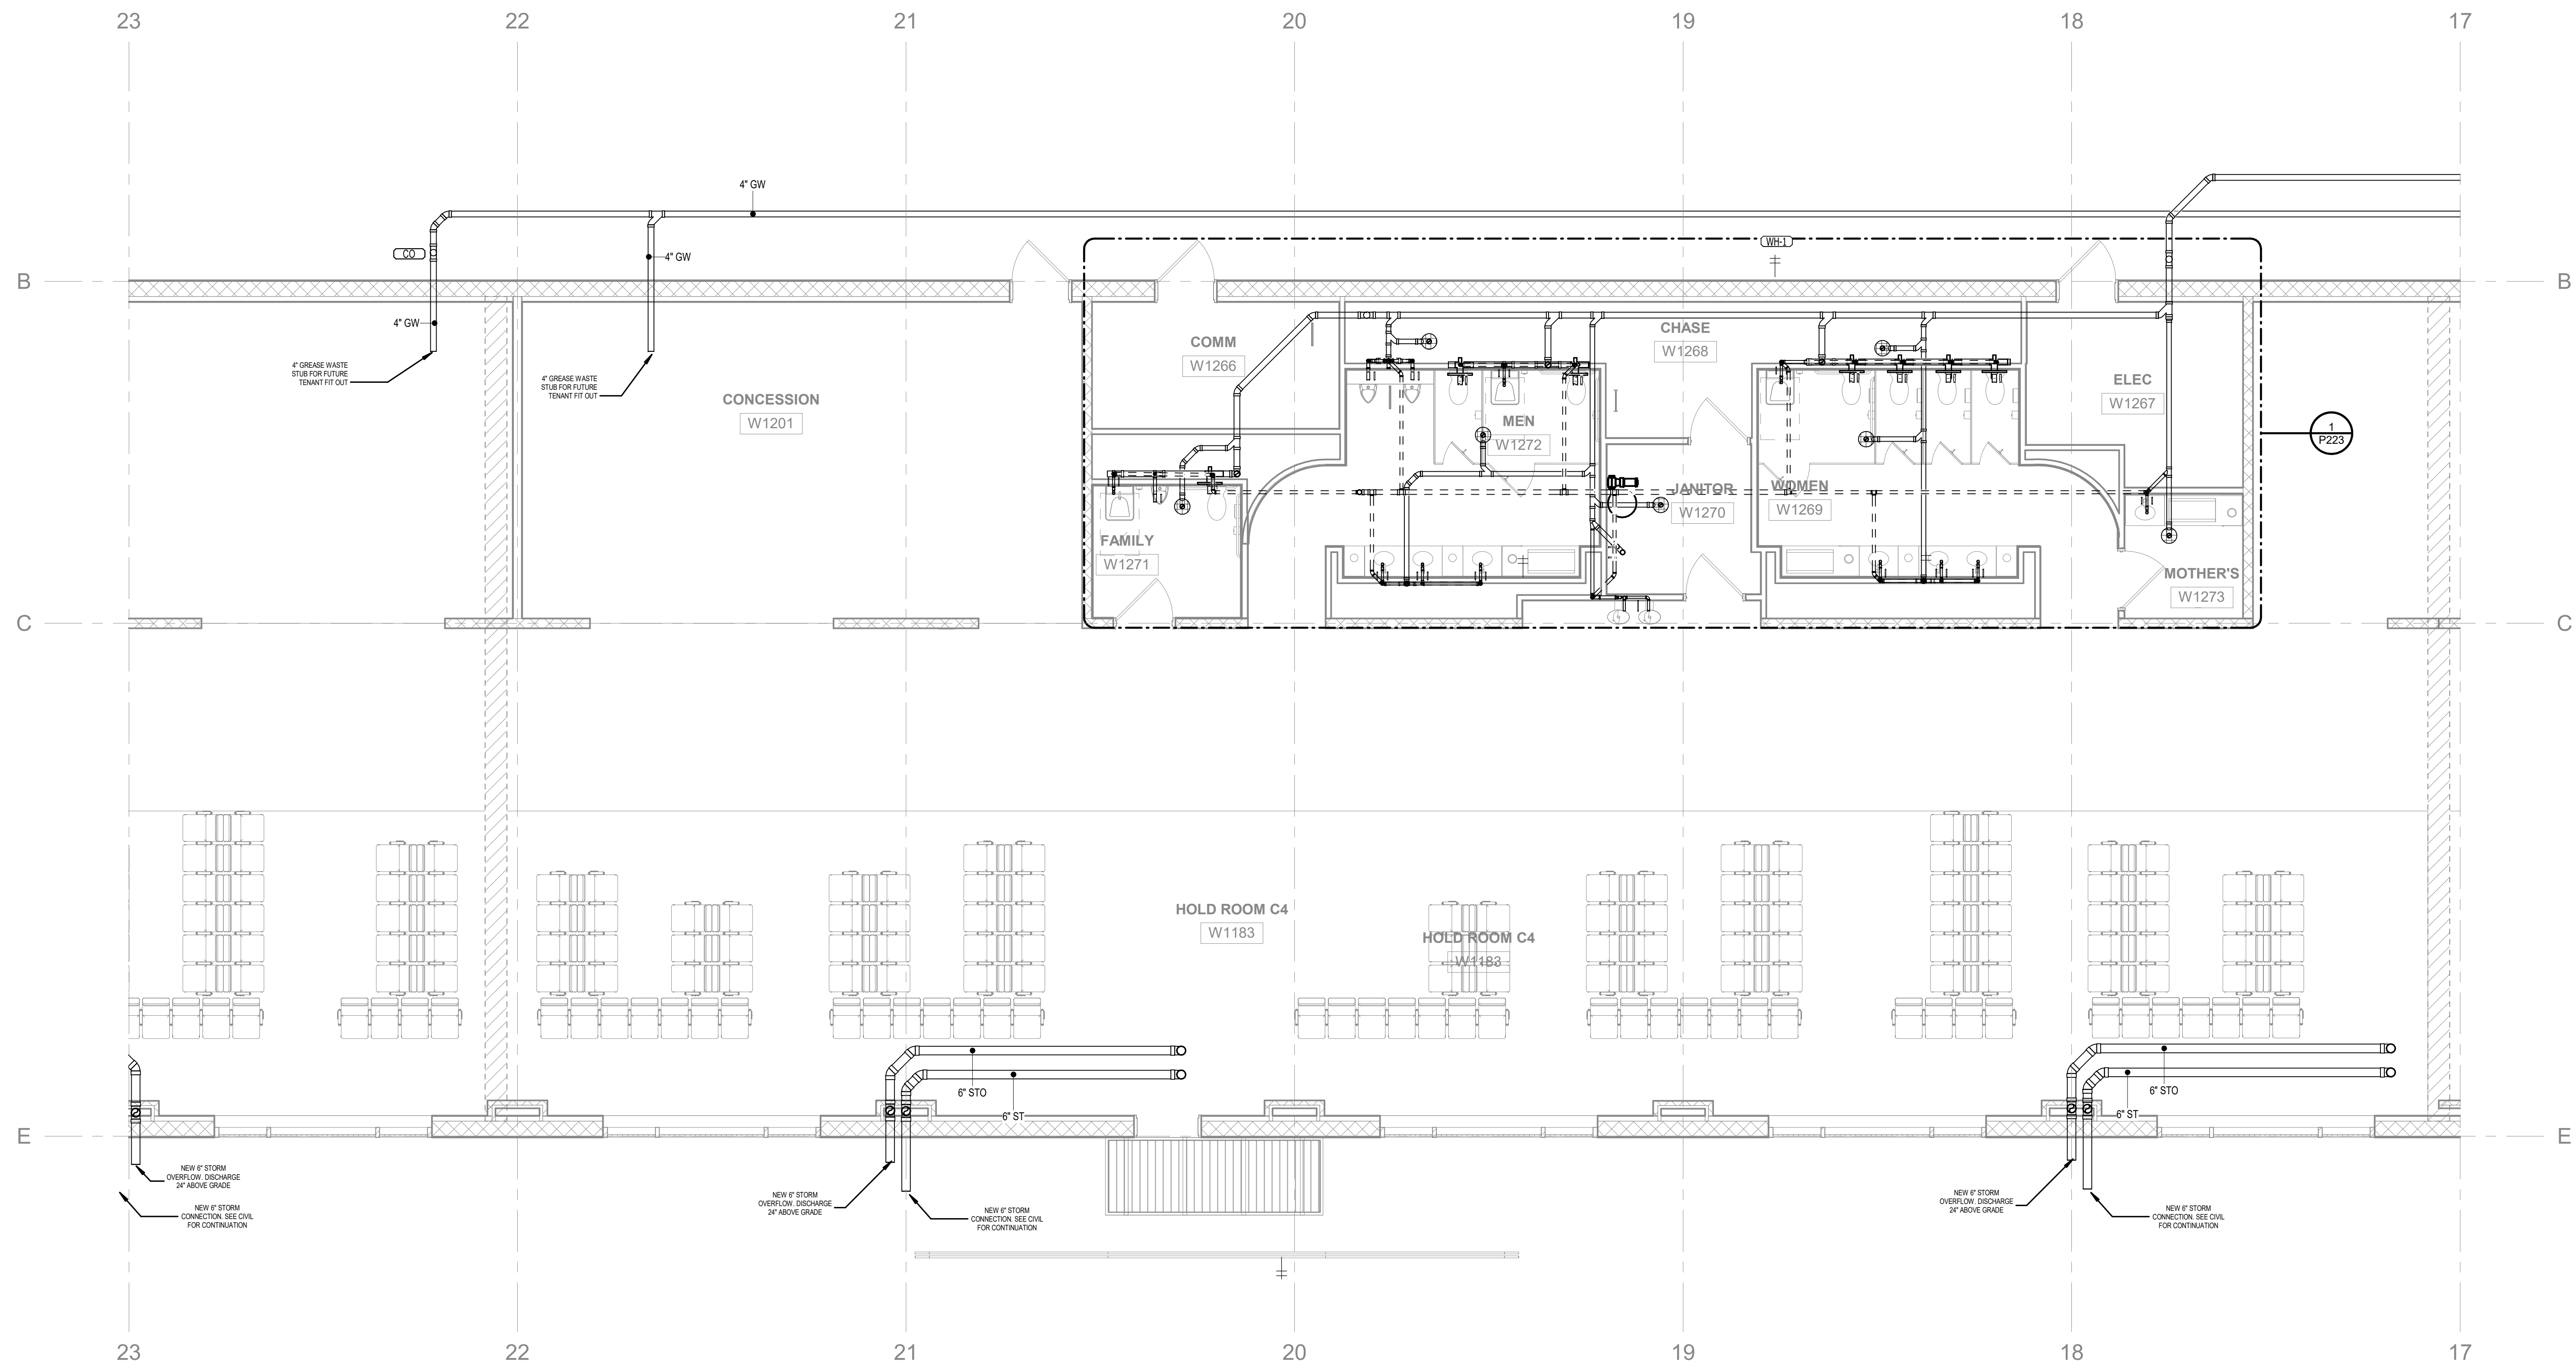 23
22
21
20
19
18
17
4" GW
WH-1
CO
4" GW
B
B
4" GW
4" GREASE WASTE
STUB FOR FUTURE
TENANT FIT OUT
4" GREASE WASTE
STUB FOR FUTURE
TENANT FIT OUT
CONCESSION
W1201
COMM
W1266
CHASE
W1268
ELEC
W1267
MEN
W1272
1
P223
JANITOR
W1270
WOMEN
W1269
FAMILY
W1271
MOTHER'S
W1273
C
C
HOLD ROOM C4
W1183
HOLD ROOM C4
W1183
6" STO
6" ST
6" STO
6" ST
E
E
NEW 6" STORM
OVERFLOW. DISCHARGE
24" ABOVE GRADE
NEW 6" STORM
CONNECTION. SEE CIVIL
FOR CONTINUATION
NEW 6" STORM
OVERFLOW. DISCHARGE
24" ABOVE GRADE
NEW 6" STORM
CONNECTION. SEE CIVIL
FOR CONTINUATION
NEW 6" STORM
OVERFLOW. DISCHARGE
24" ABOVE GRADE
NEW 6" STORM
CONNECTION. SEE CIVIL
FOR CONTINUATION
23
22
21
20
19
18
17